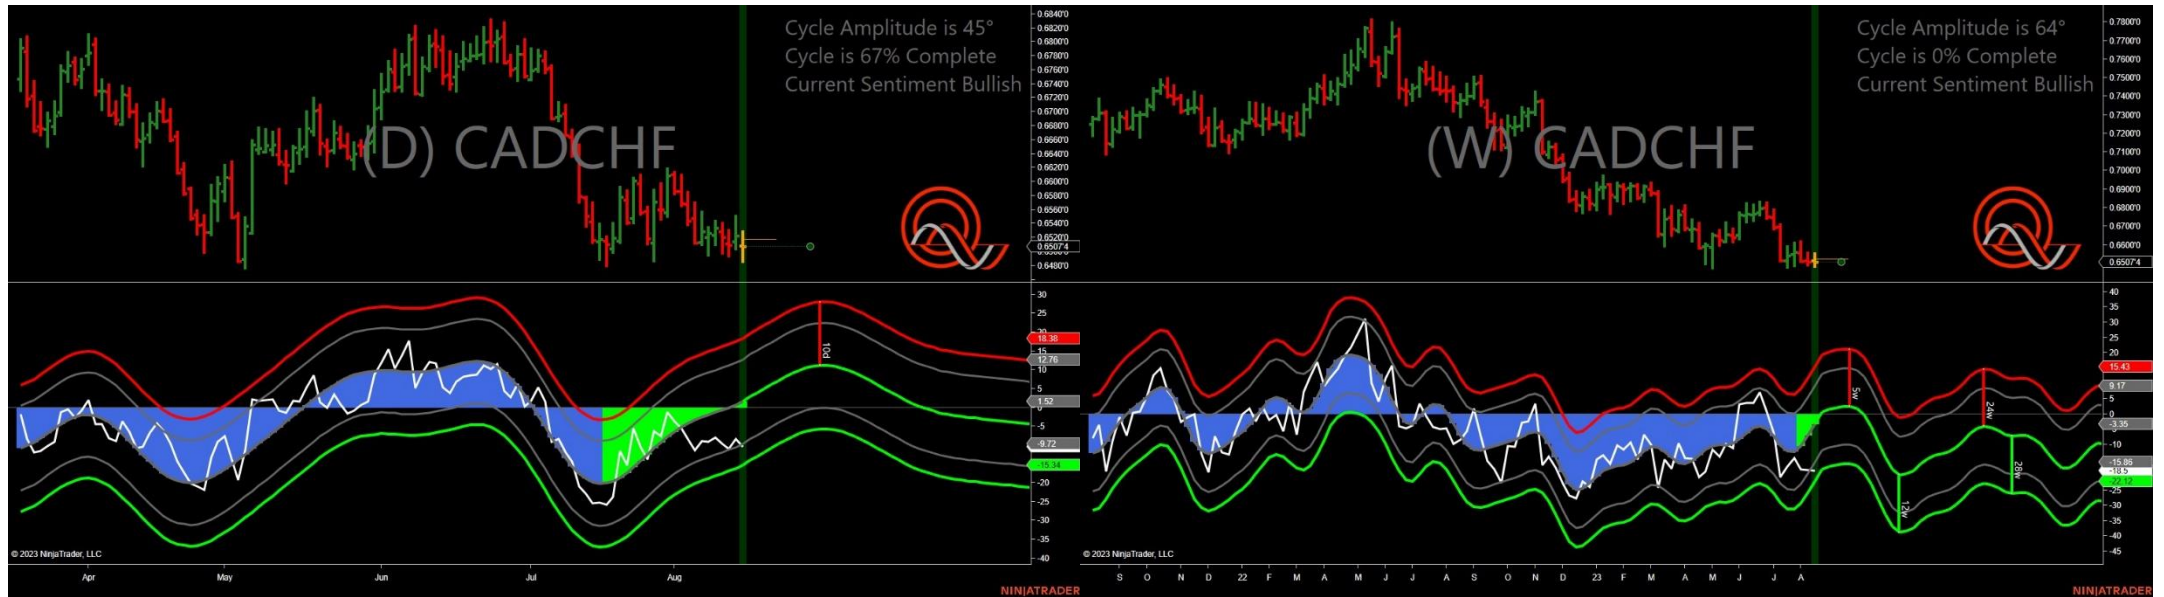 Cycle Amplitude is 45°
Cycle is 67% Complete
Current Sentiment Bullish
(D) CADCHF
0.6840'0
0.6820'0
0.6800'0
0.6760'0
0.6740'0
0.6720'0
0.6700'0
0.6680'0
0.6660'0
0.6640'0
0.6620'0
0.6600'0
0.6560'0
0.6540'0
0.6520'0
0.6507'4
0.6480'0
30
25
20
18.38
15
12.76
10
5
1.52
0
-5
-9.72
-15.34
-20
-25
-30
-35
-40
10d
© 2023 NinjaTrader, LLC
Apr
May
Jun
Jul
Aug
NINJATRADER
Cycle Amplitude is 64°
Cycle is 0% Complete
Current Sentiment Bullish
(W) CADCHF
0.7800'0
0.7700'0
0.7600'0
0.7500'0
0.7400'0
0.7300'0
0.7200'0
0.7100'0
0.7000'0
0.6900'0
0.6800'0
0.6700'0
0.6600'0
0.6507'4
40
35
30
25
20
15.43
9.17
5
0
-3.35
-10
-15.86
-18.5
-22.12
-25
-30
-35
-40
-45
5w
12w
24w
28w
© 2023 NinjaTrader, LLC
S O N D 22 F M A M J J A S O N D 23 F M A M J J A
NINJATRADER